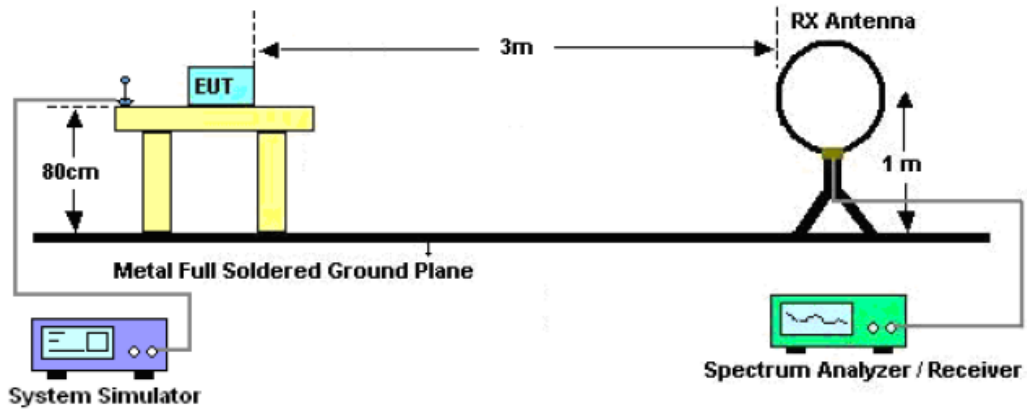 RX Antenna
3m
EUT
80cm
1 m
Metal Full Soldered Ground Plane
System Simulator
Spectrum Analyzer / Receiver